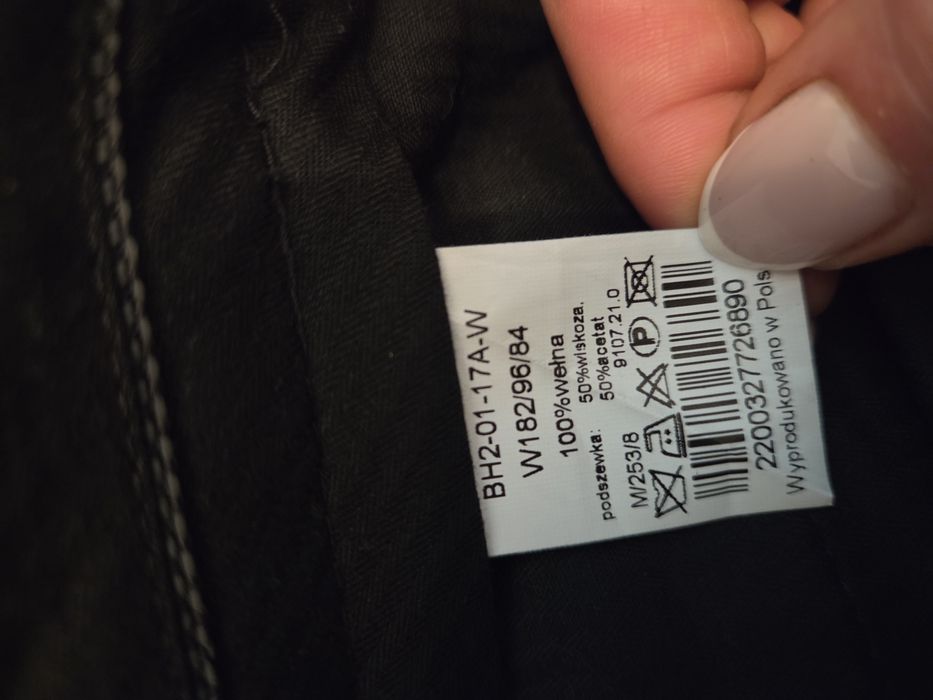 BH2-01-17A-W
W182/96/84
100%wełna
podszewka: 50%wiskoza,
50%acetat
M/253/8 9107.21.0
P
2200327726890
Wyprodukowano w Pols